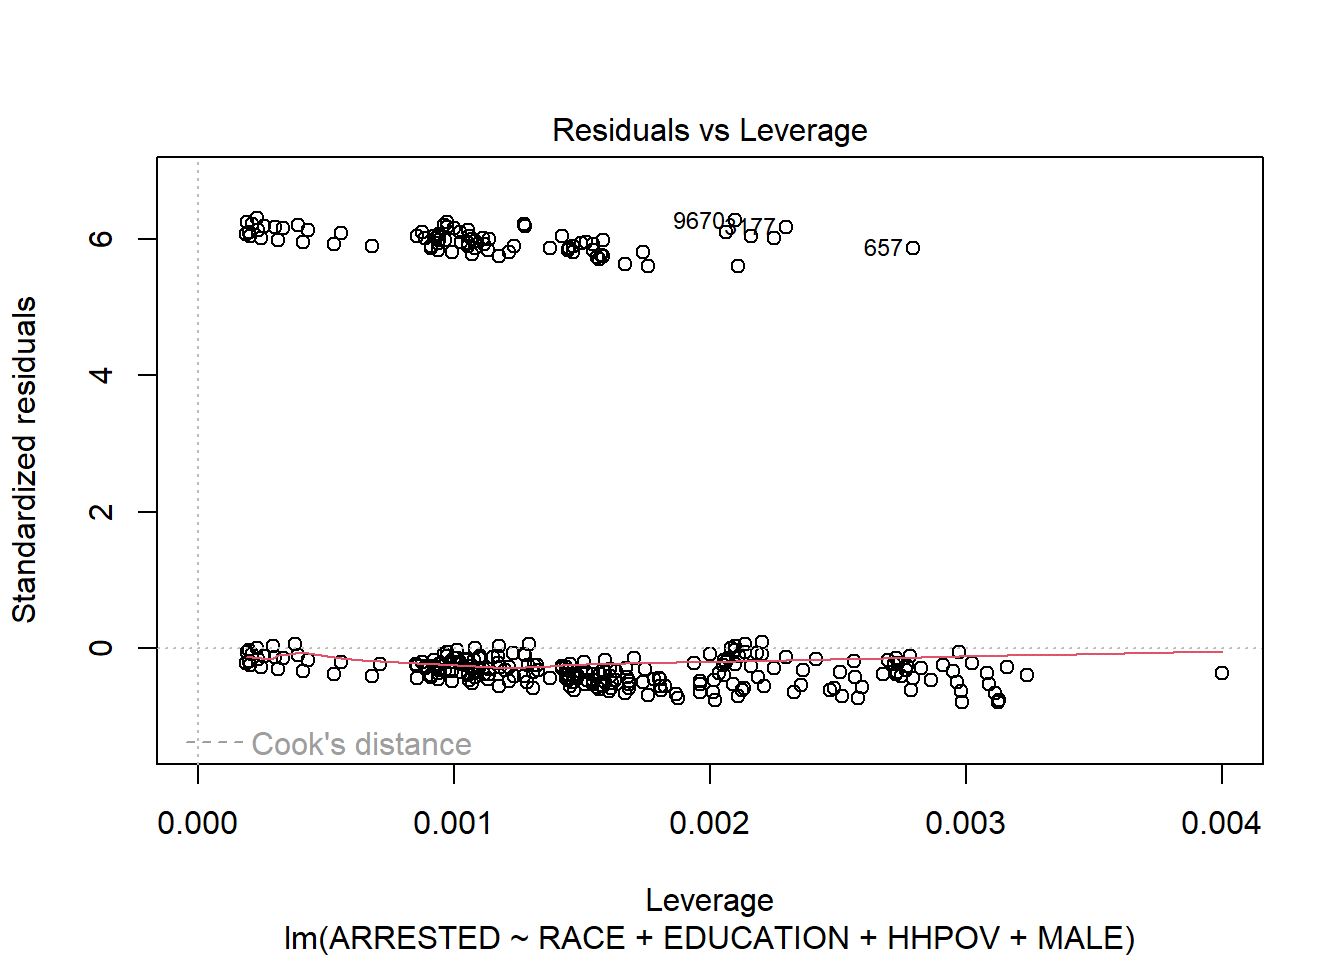 Residuals vs Leverage
Standardized residuals
6
4
2
0
9670
177
657
Cook's distance
0.000 0.001 0.002 0.003 0.004
Leverage
lm(ARRESTED ~ RACE + EDUCATION + HHPOV + MALE)